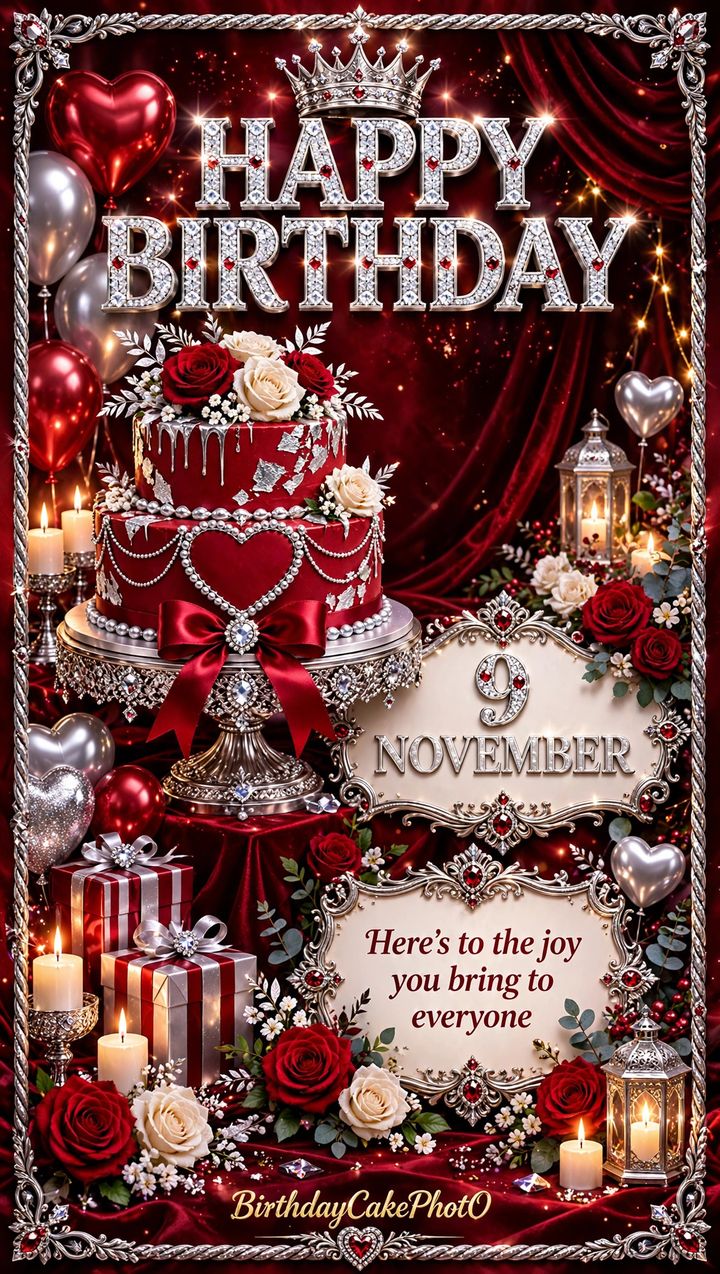 HAPPY
BIRTHDAY
9
NOVEMBER
Here's to the joy
you bring to
everyone
BirthdayCakePhotO